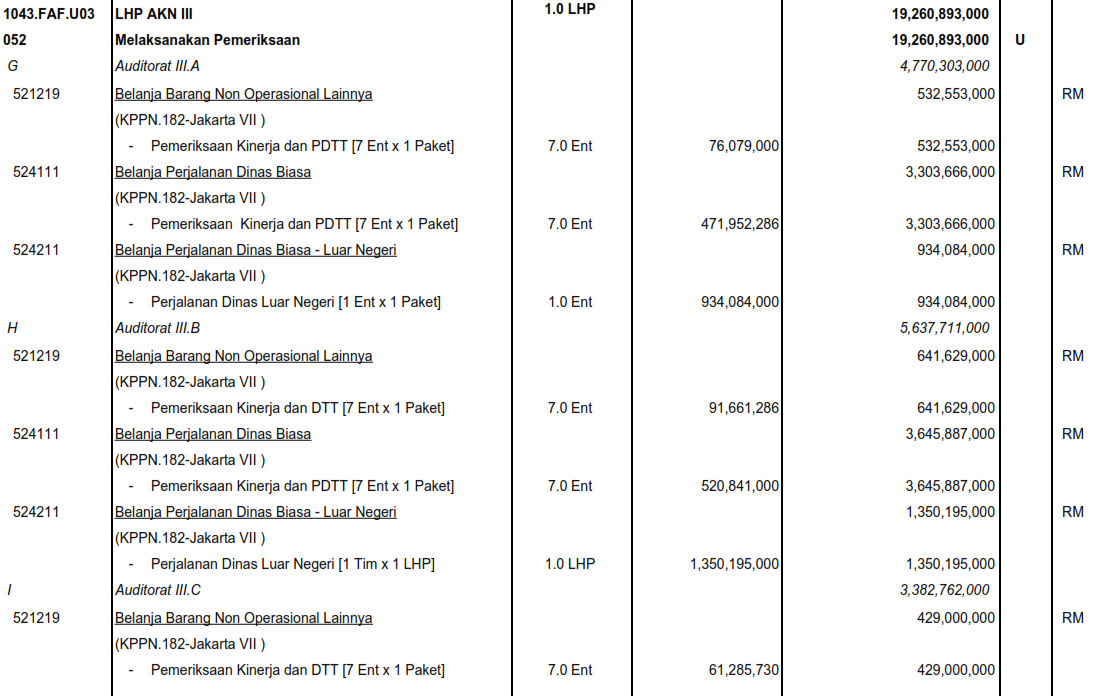 1043.FAF.U03 LHP AKN III 1.0 LHP 19,260,893,000
052 Melaksanakan Pemeriksaan 19,260,893,000 U
G Auditorat III.A 4,770,303,000
521219 Belanja Barang Non Operasional Lainnya 532,553,000 RM
(KPPN.182-Jakarta VII )
- Pemeriksaan Kinerja dan PDTT [7 Ent x 1 Paket] 7.0 Ent 76,079,000 532,553,000
524111 Belanja Perjalanan Dinas Biasa 3,303,666,000 RM
(KPPN.182-Jakarta VII )
- Pemeriksaan Kinerja dan PDTT [7 Ent x 1 Paket] 7.0 Ent 471,952,286 3,303,666,000
524211 Belanja Perjalanan Dinas Biasa - Luar Negeri 934,084,000 RM
(KPPN.182-Jakarta VII )
- Perjalanan Dinas Luar Negeri [1 Ent x 1 Paket] 1.0 Ent 934,084,000 934,084,000
H Auditorat III.B 5,637,711,000
521219 Belanja Barang Non Operasional Lainnya 641,629,000 RM
(KPPN.182-Jakarta VII )
- Pemeriksaan Kinerja dan DTT [7 Ent x 1 Paket] 7.0 Ent 91,661,286 641,629,000
524111 Belanja Perjalanan Dinas Biasa 3,645,887,000 RM
(KPPN.182-Jakarta VII )
- Pemeriksaan Kinerja dan PDTT [7 Ent x 1 Paket] 7.0 Ent 520,841,000 3,645,887,000
524211 Belanja Perjalanan Dinas Biasa - Luar Negeri 1,350,195,000 RM
(KPPN.182-Jakarta VII )
- Perjalanan Dinas Luar Negeri [1 Tim x 1 LHP] 1.0 LHP 1,350,195,000 1,350,195,000
I Auditorat III.C 3,382,762,000
521219 Belanja Barang Non Operasional Lainnya 429,000,000 RM
(KPPN.182-Jakarta VII )
- Pemeriksaan Kinerja dan DTT [7 Ent x 1 Paket] 7.0 Ent 61,285,730 429,000,000